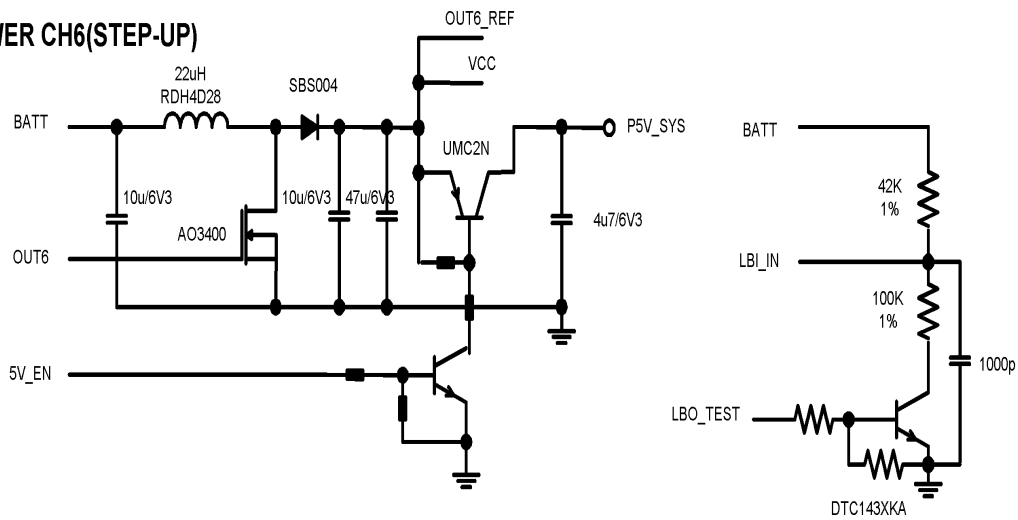 WER CH6(STEP-UP)
OUT6_REF
VCC
22uH
RDH4D28
SBS004
BATT
UMC2N
P5V_SYS
10u/6V3
10u/6V3
47u/6V3
4u7/6V3
AO3400
OUT6
5V_EN
BATT
42K
1%
LBI_IN
100K
1%
1000p
LBO_TEST
DTC143XKA